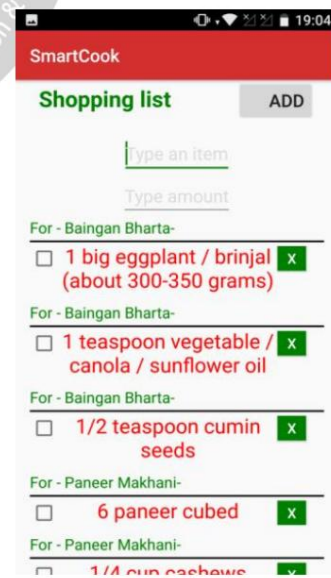 19:04
SmartCook
Shopping list
ADD
Type an item
Type amount
For - Baingan Bharta-
1 big eggplant / brinjal
(about 300-350 grams)
X
For - Baingan Bharta-
1 teaspoon vegetable /
canola / sunflower oil
X
For - Baingan Bharta-
1/2 teaspoon cumin
seeds
X
For - Paneer Makhani-
6 paneer cubed
X
For - Paneer Makhani-
1/4 cup cashews
X